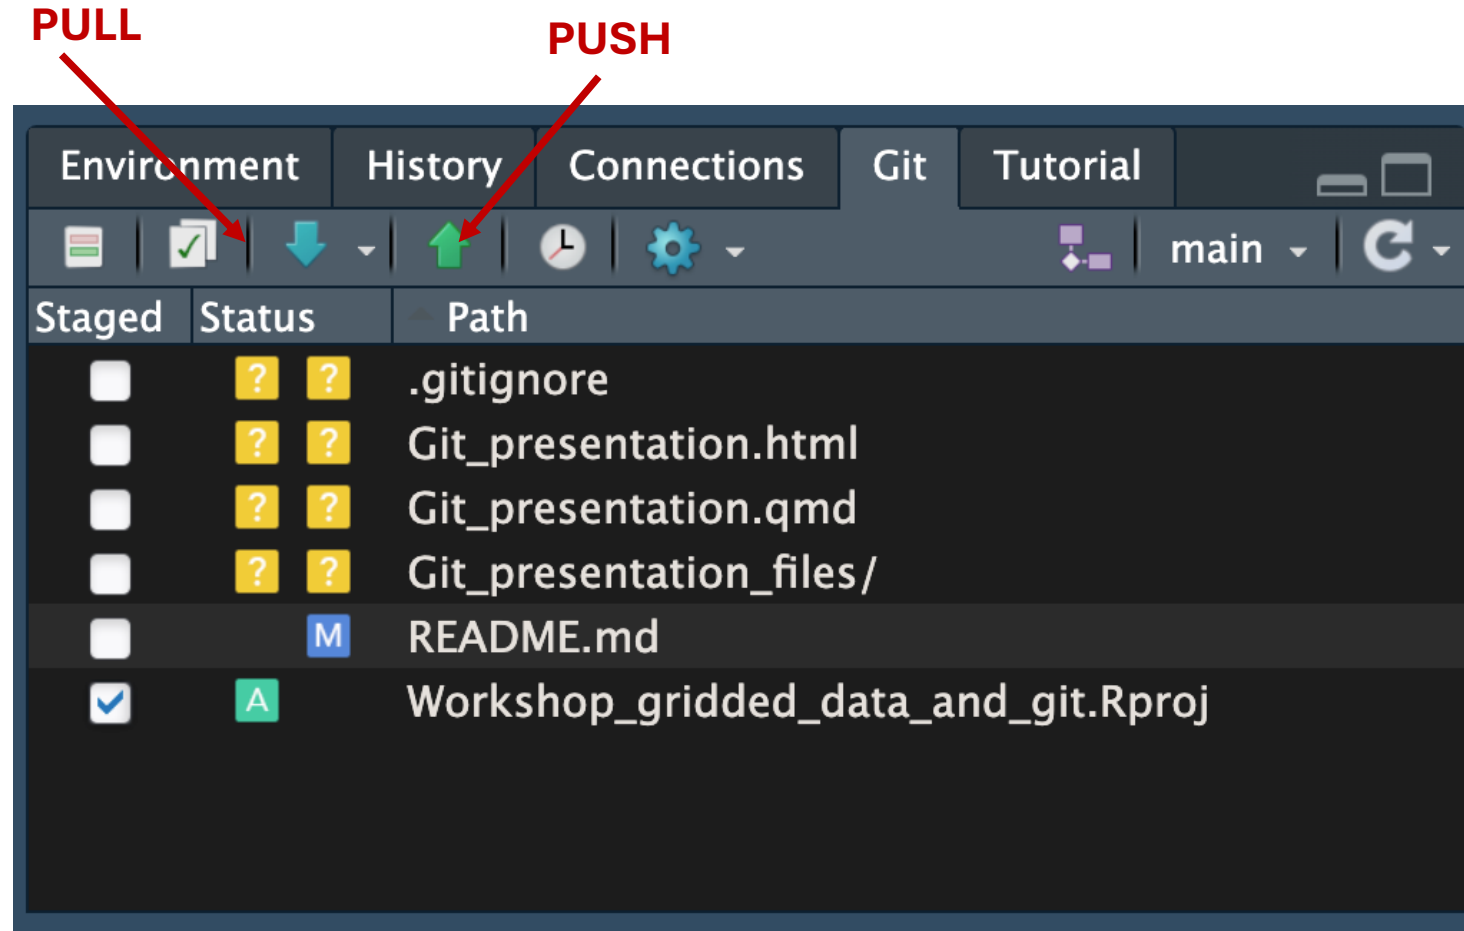 PULL
PUSH
Environment History Connections Git Tutorial
main
Staged Status Path
? ? .gitignore
? ? Git_presentation.html
? ? Git_presentation.qmd
? ? Git_presentation_files/
M README.md
A Workshop_gridded_data_and_git.Rproj